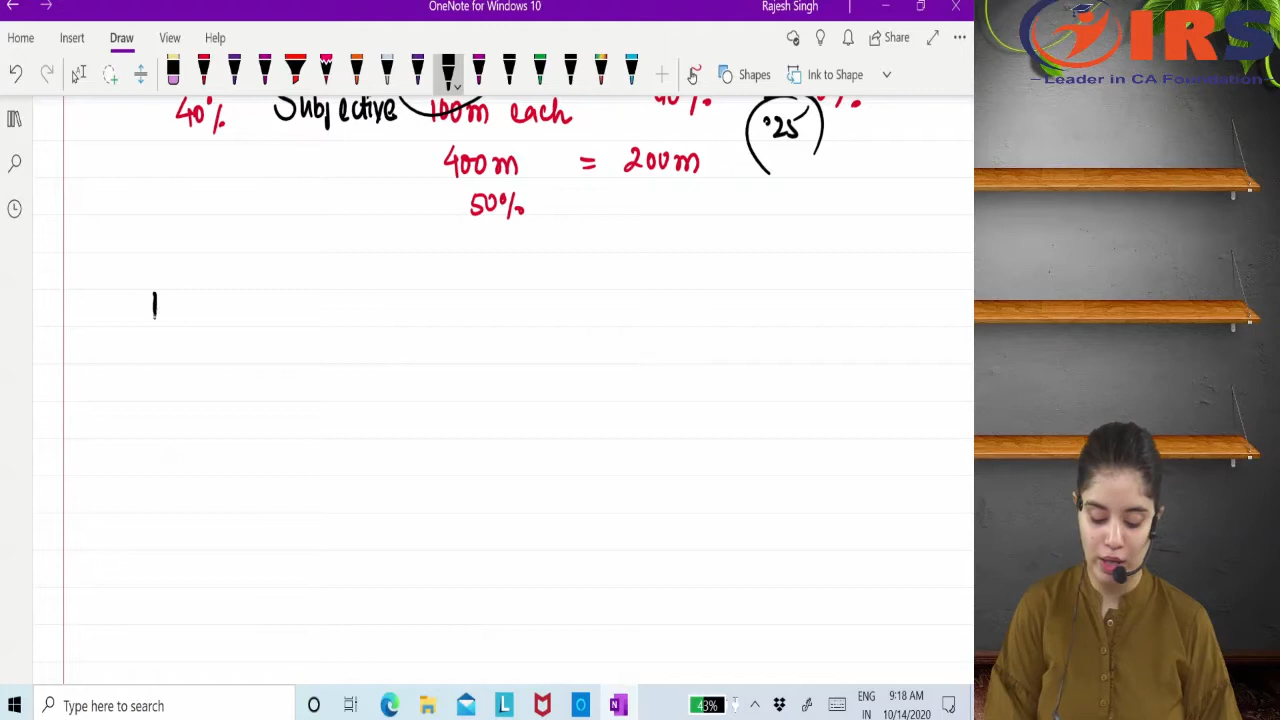 OneNote for Windows 10
Rajesh Singh
Home Insert Draw View Help
Share
Shapes
Ink to Shape
IRS
-Leader in CA Foundation-
40% Subjective 100m each 40%
.25
400m = 200m
50%
Type here to search
43%
ENG
IN
9:18 AM
10/14/2020